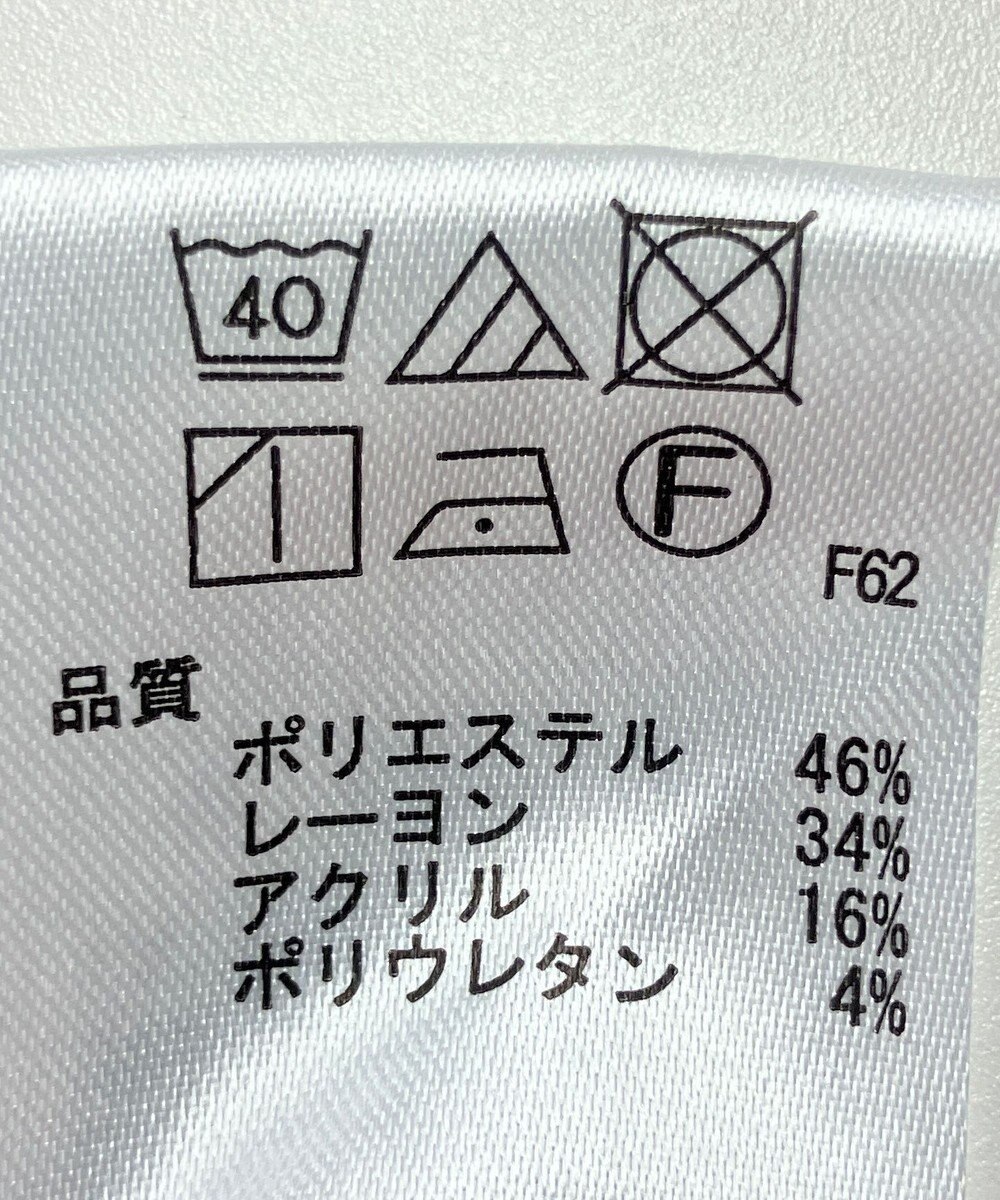 40
F
F62
品質
ポリエステル 46%
レーヨン 34%
アクリル 16%
ポリウレタン 4%